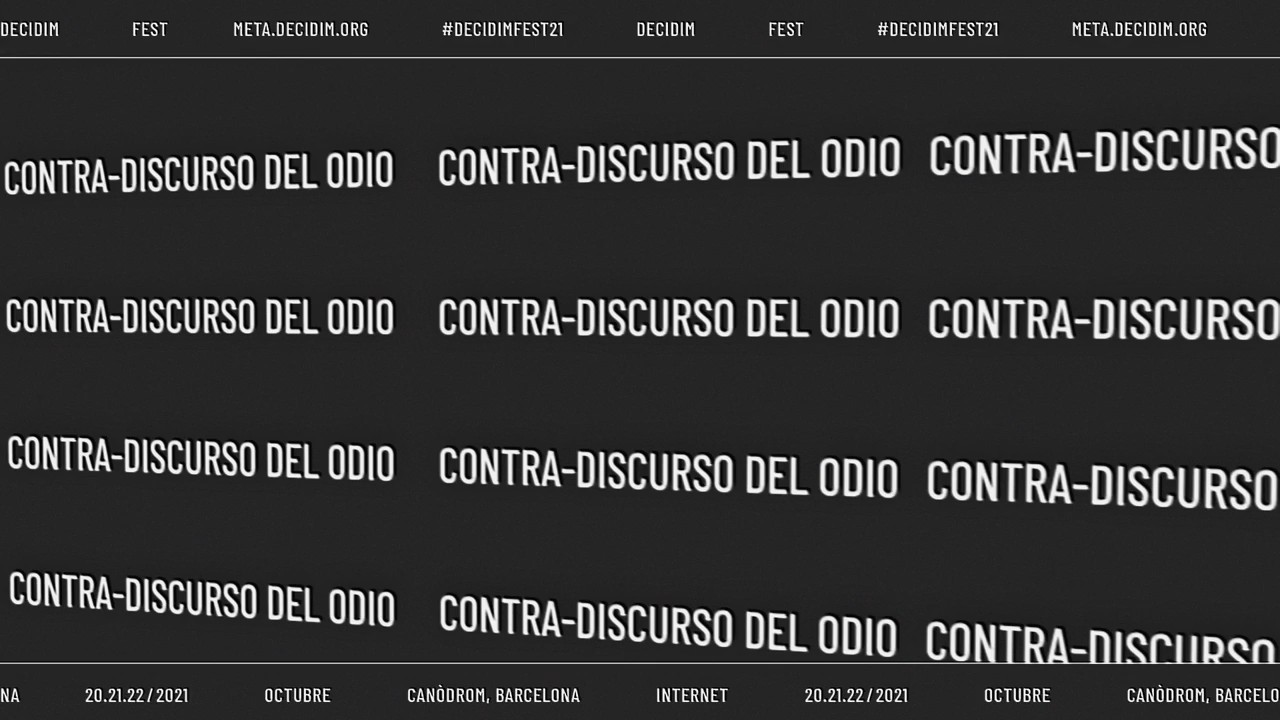 DECIDIM FEST META.DECIDIM.ORG #DECIDIMFEST21 DECIDIM FEST #DECIDIMFEST21 META.DECIDIM.ORG
CONTRA-DISCURSO DEL ODIO CONTRA-DISCURSO DEL ODIO CONTRA-DISCURSO
CONTRA-DISCURSO DEL ODIO CONTRA-DISCURSO DEL ODIO CONTRA-DISCURSO
CONTRA-DISCURSO DEL ODIO CONTRA-DISCURSO DEL ODIO CONTRA-DISCURSO
CONTRA-DISCURSO DEL ODIO CONTRA-DISCURSO DEL ODIO CONTRA-DISCURSO
NA 20.21.22/2021 OCTUBRE CANÒDROM, BARCELONA INTERNET 20.21.22/2021 OCTUBRE CANÒDROM, BARCELO